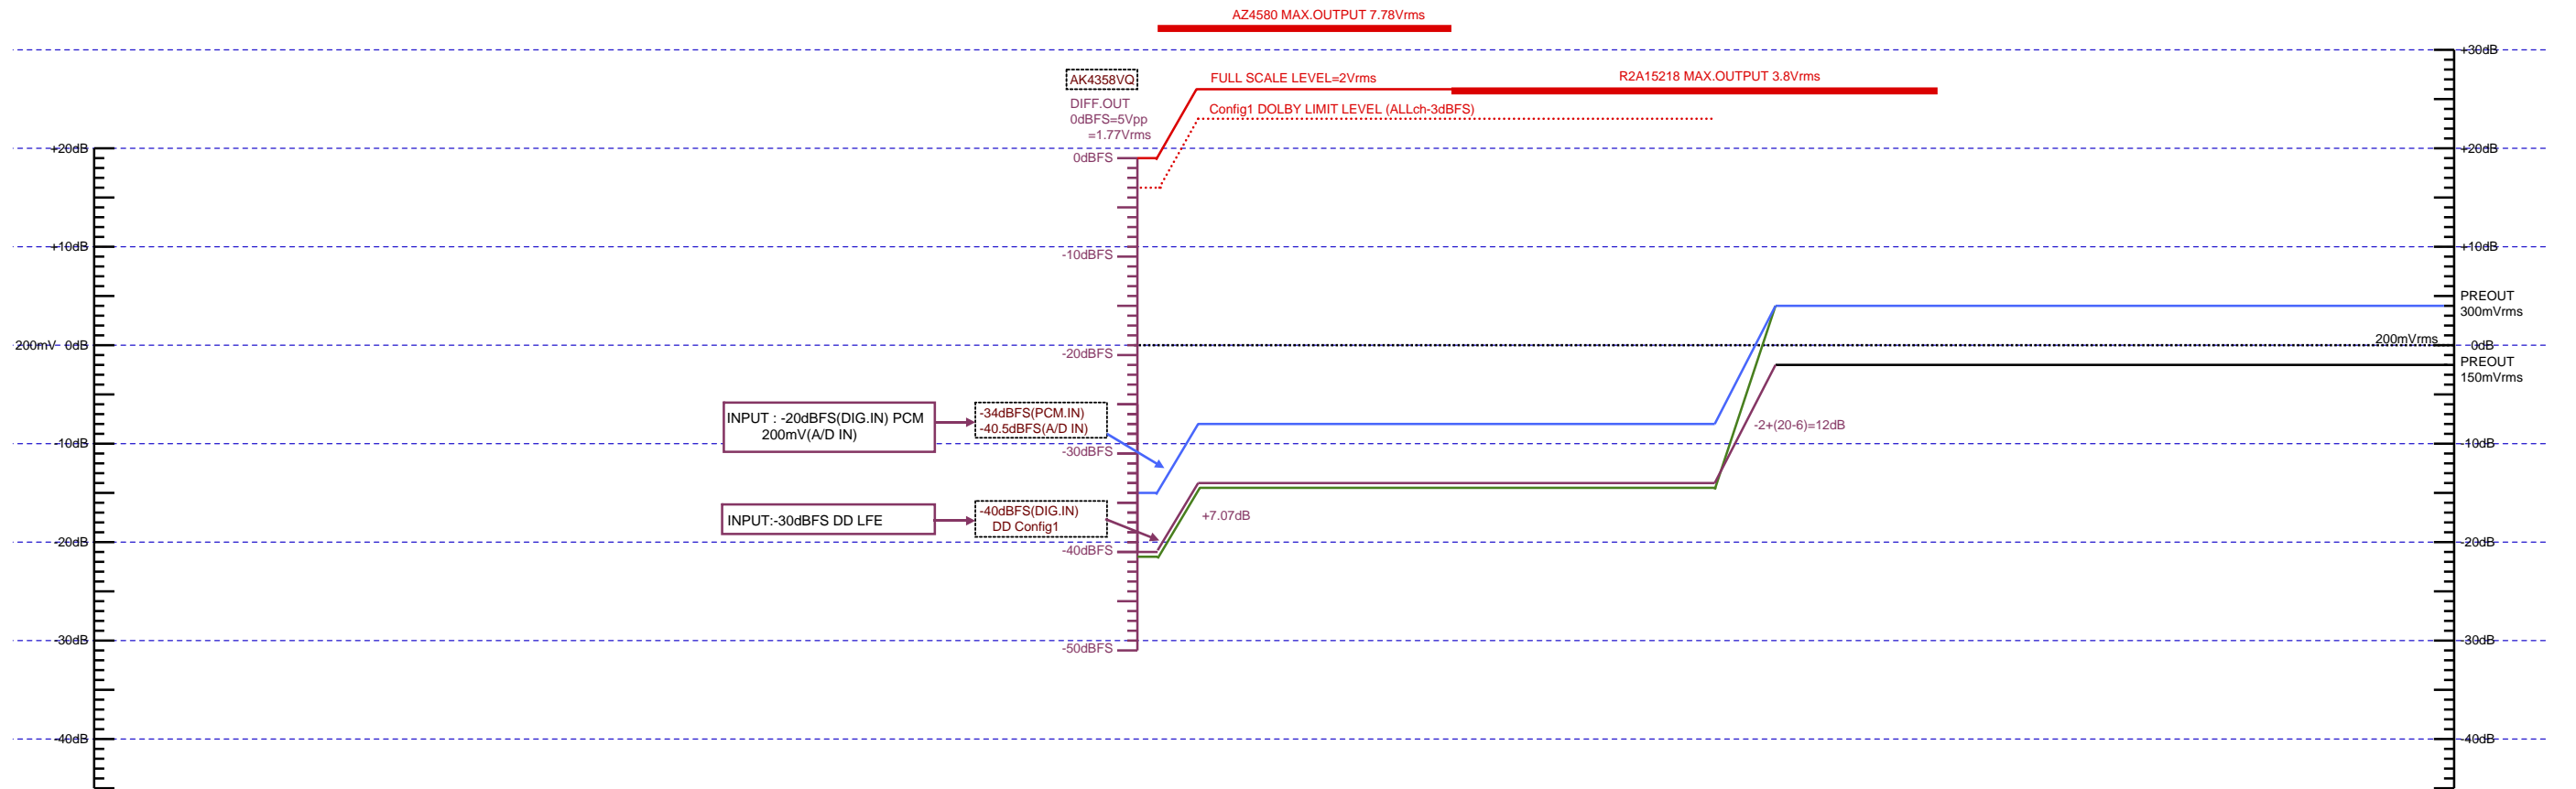 AZ4580 MAX.OUTPUT 7.78Vrms
+30dB
AK4358VQ
FULL SCALE LEVEL=2Vrms
R2A15218 MAX.OUTPUT 3.8Vrms
DIFF.OUT
0dBFS=5Vpp
=1.77Vrms
Config1 DOLBY LIMIT LEVEL (ALLch-3dBFS)
+20dB
0dBFS
+20dB
+10dB
-10dBFS
+10dB
PREOUT
300mVrms
200mV 0dB
-20dBFS
200mVrms
0dB
PREOUT
150mVrms
INPUT : -20dBFS(DIG.IN) PCM
200mV(A/D IN)
-34dBFS(PCM.IN)
-40.5dBFS(A/D IN)
-2+(20-6)=12dB
-10dB
-30dBFS
-10dB
INPUT:-30dBFS DD LFE
-40dBFS(DIG.IN)
DD Config1
+7.07dB
-20dB
-40dBFS
-20dB
-30dB
-50dBFS
-30dB
-40dB
-40dB